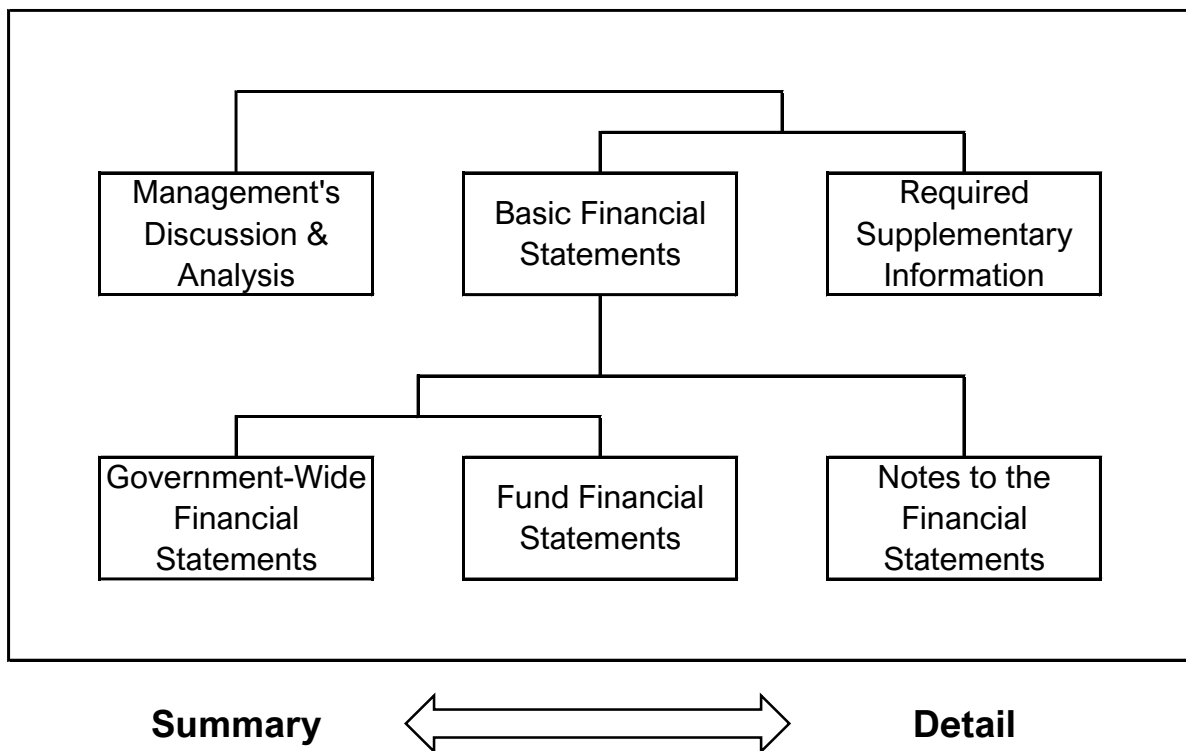 Management's
Discussion &
Analysis
Basic Financial
Statements
Required
Supplementary
Information
Government-Wide
Financial
Statements
Fund Financial
Statements
Notes to the
Financial
Statements
Summary
Detail